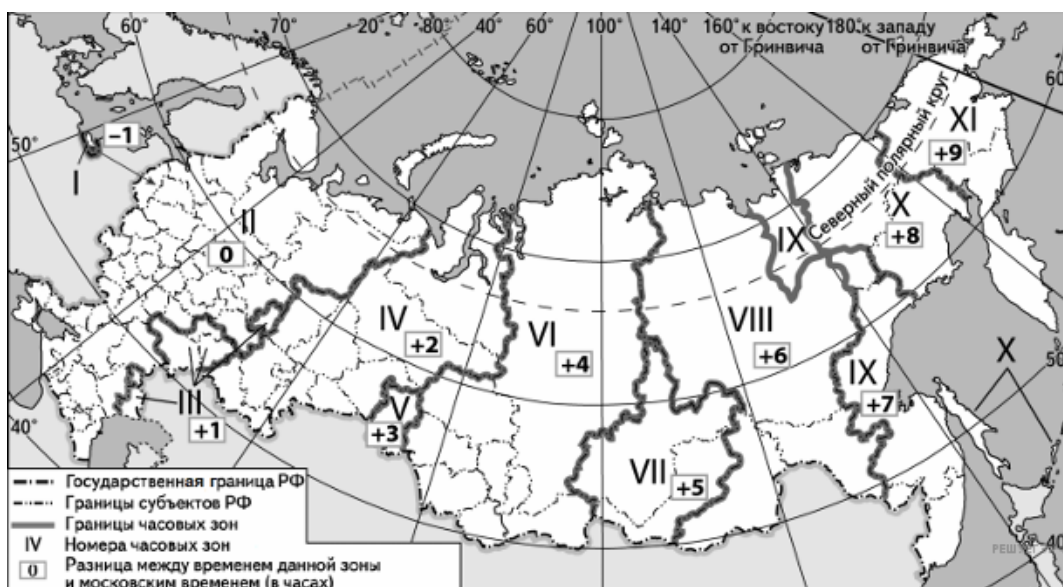 60°
70°
20°
80°
40°
60°
100°
140°
160° к востоку
от Гринвича
180° к западу
от Гринвича
60
50°
-1
I
Северный полярный круг
XI
+9
X
+8
IX
II
0
IV
+2
VI
+4
VIII
+6
IX
+7
X
50
V
+3
III
+1
40°
VII
+5
40
Государственная граница РФ
Границы субъектов РФ
Границы часовых зон
IV Номера часовых зон
0 Разница между временем данной зоны
и московским временем (в часах)